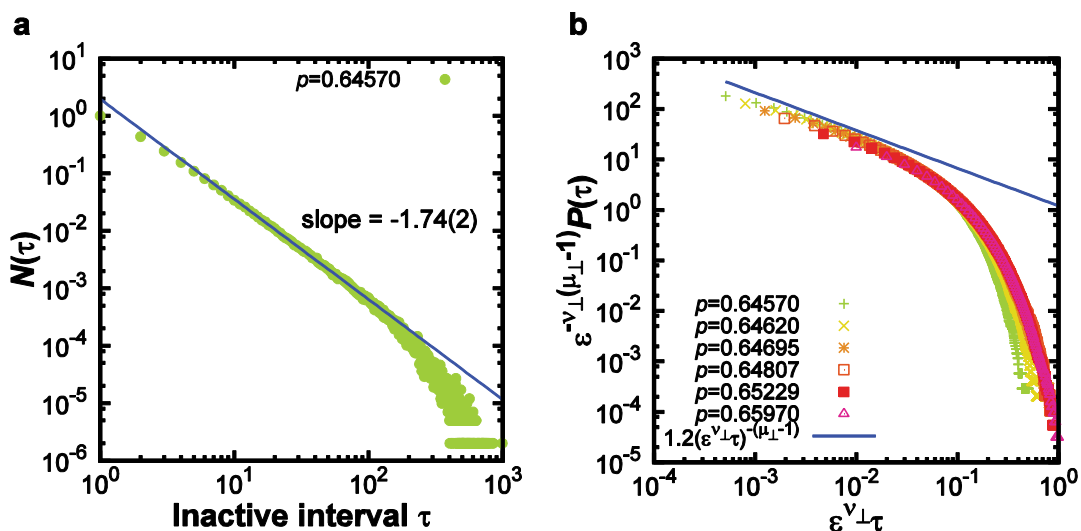 a
10^1
10^0
10^-1
10^-2
10^-3
10^-4
10^-5
10^-6
N(τ)
p=0.64570
slope = -1.74(2)
10^0 10^1 10^2 10^3
Inactive interval τ
b
10^3
10^2
10^1
10^0
10^-1
10^-2
10^-3
10^-4
10^-5
ε^-ν⊥(μ⊥-1)P(τ)
p=0.64570
p=0.64620
p=0.64695
p=0.64807
p=0.65229
p=0.65970
1.2(ε^ν⊥τ)^-(μ⊥-1)
10^-4 10^-3 10^-2 10^-1 10^0
ε^ν⊥τ